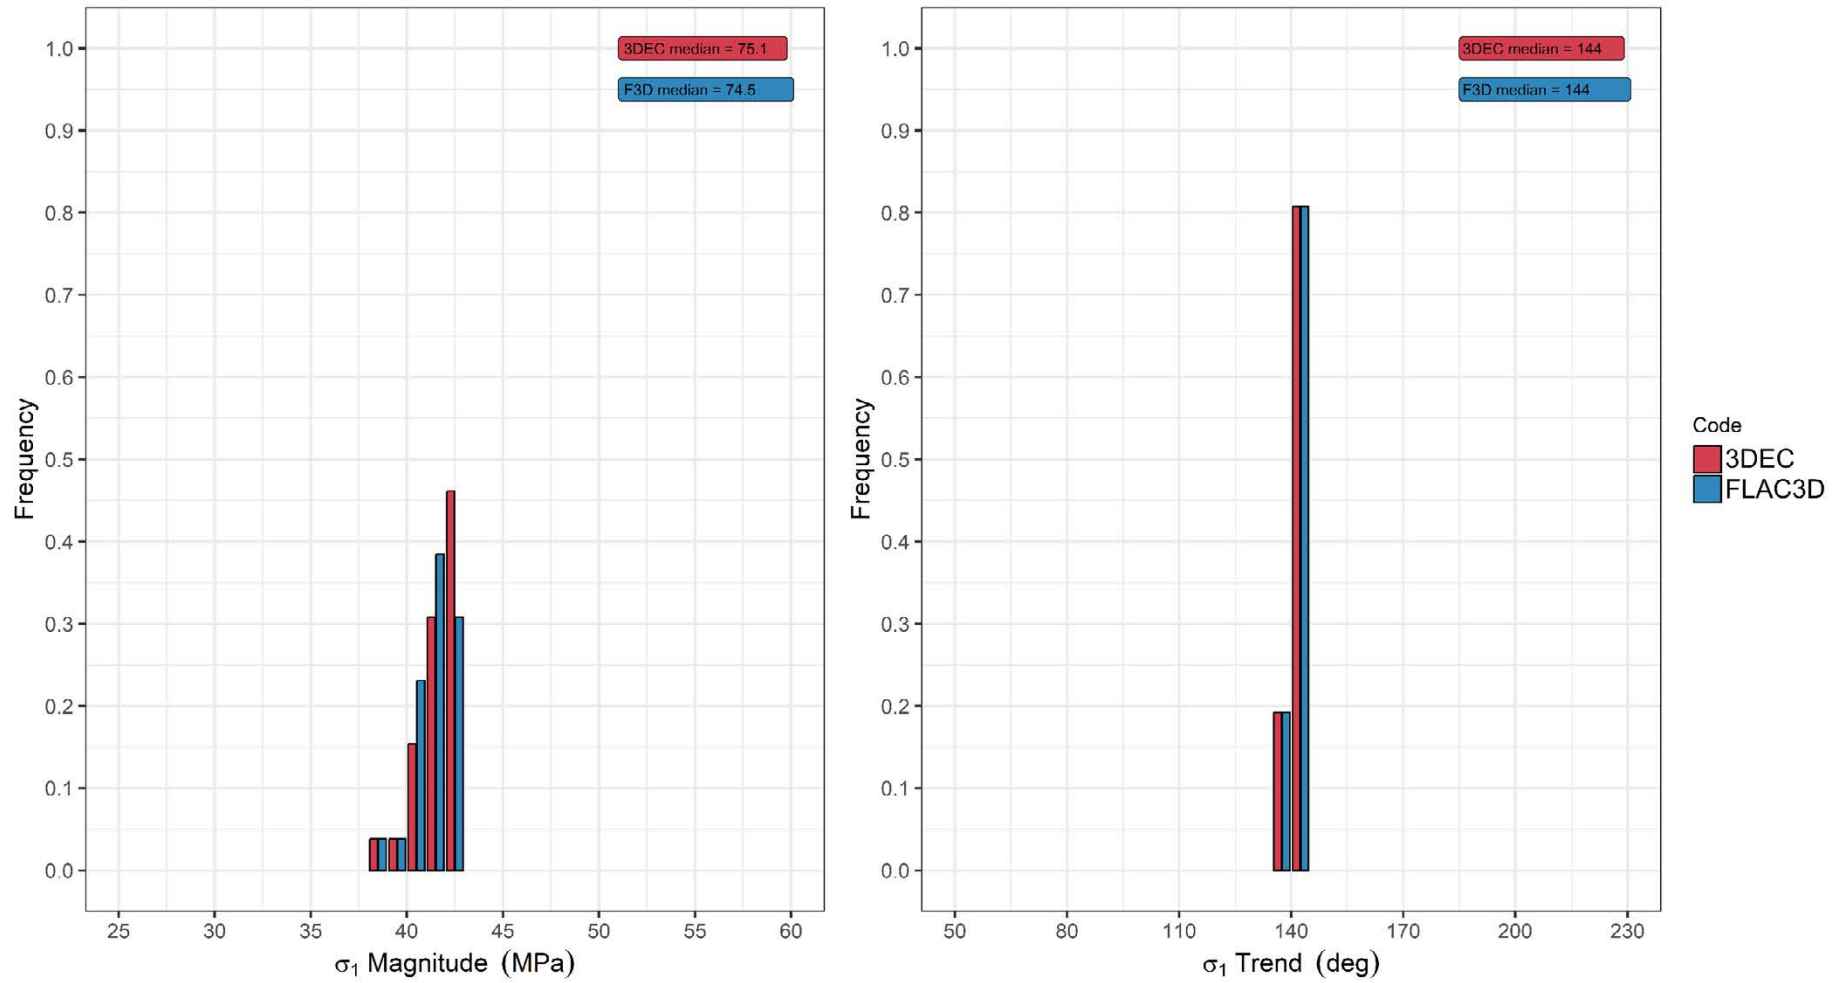 3DEC median = 75.1
F3D median = 74.5
1.0
0.9
0.8
0.7
0.6
0.5
0.4
0.3
0.2
0.1
0.0
Frequency
25 30 35 40 45 50 55 60
σ1 Magnitude (MPa)
3DEC median = 144
F3D median = 144
1.0
0.9
0.8
0.7
0.6
0.5
0.4
0.3
0.2
0.1
0.0
Frequency
50 80 110 140 170 200 230
σ1 Trend (deg)
Code
3DEC
FLAC3D